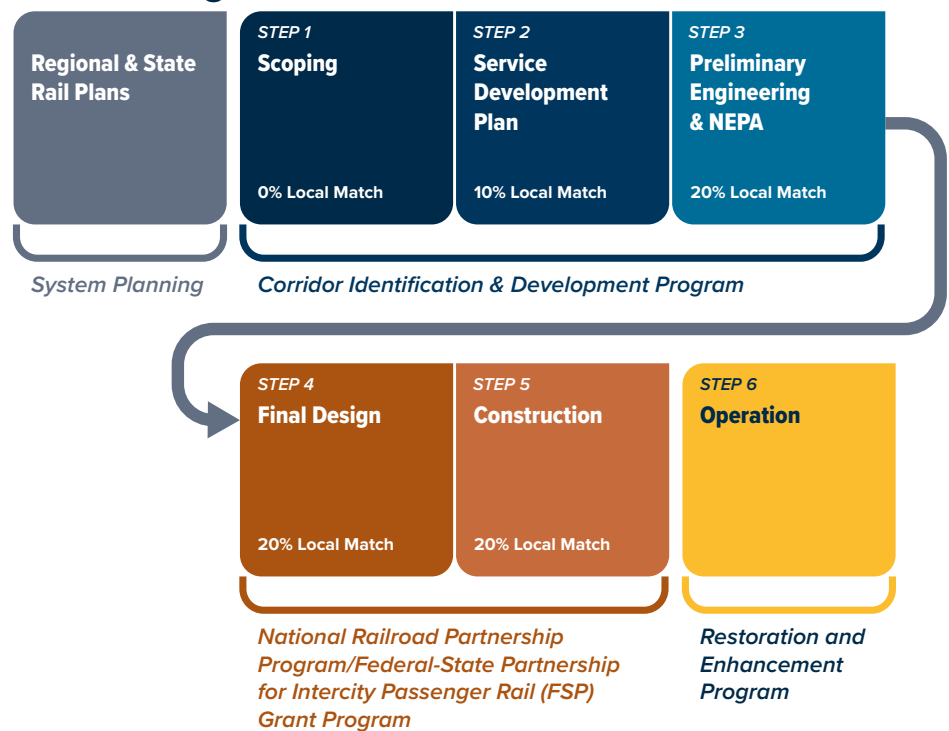 Regional & State
Rail Plans
STEP 1
Scoping
0% Local Match
STEP 2
Service
Development
Plan
10% Local Match
STEP 3
Preliminary
Engineering
& NEPA
20% Local Match
System Planning
Corridor Identification & Development Program
STEP 4
Final Design
20% Local Match
STEP 5
Construction
20% Local Match
STEP 6
Operation
National Railroad Partnership
Program/Federal-State Partnership
for Intercity Passenger Rail (FSP)
Grant Program
Restoration and
Enhancement
Program